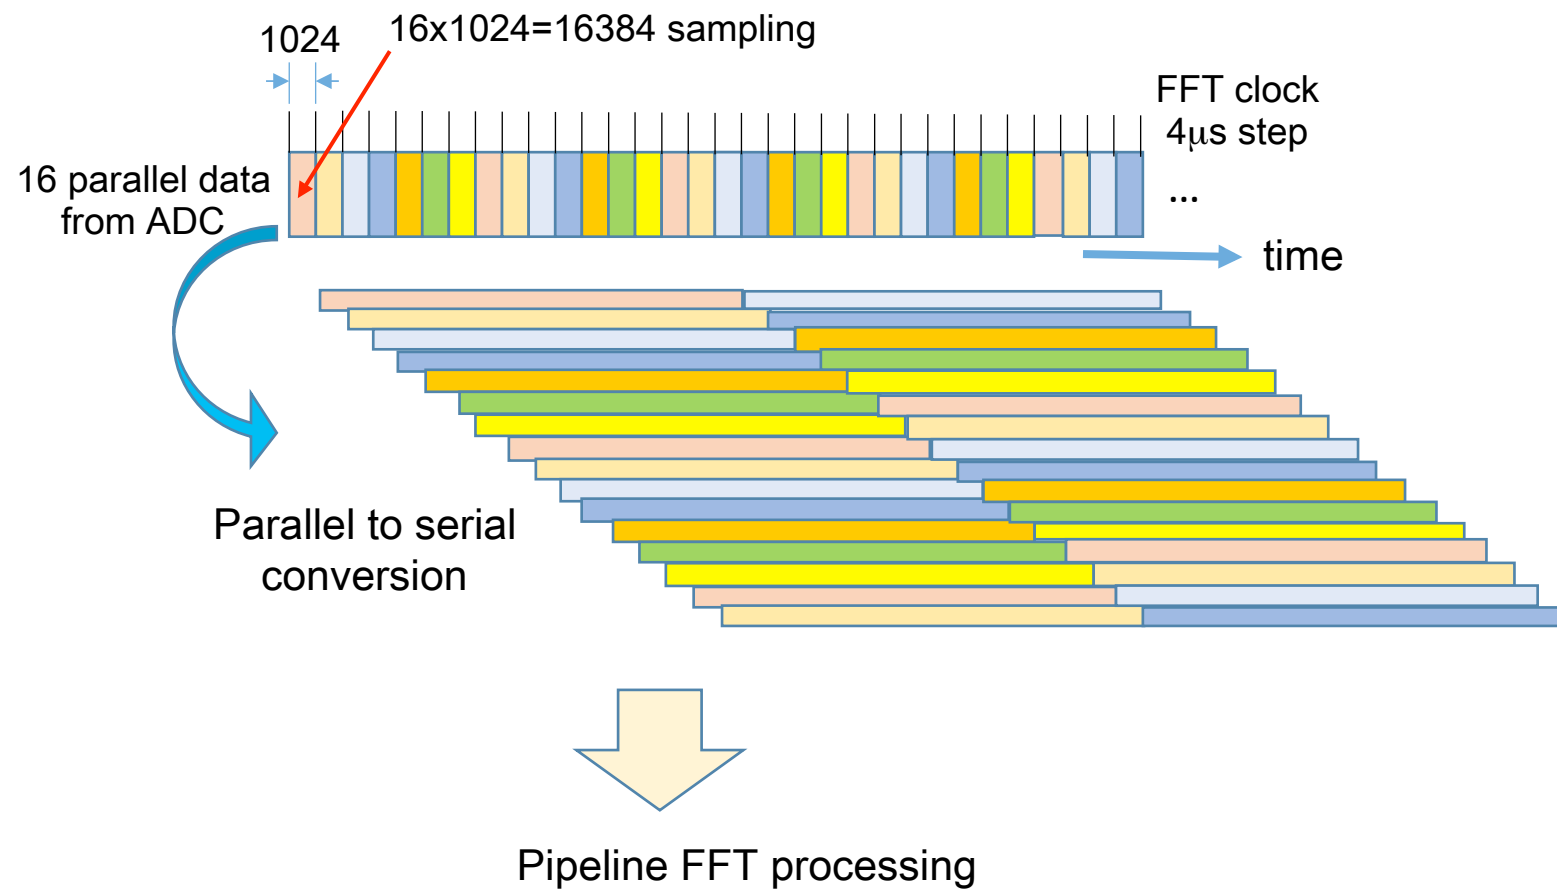 1024
16x1024=16384 sampling
FFT clock
4μs step
16 parallel data
from ADC
...
time
Parallel to serial
conversion
Pipeline FFT processing